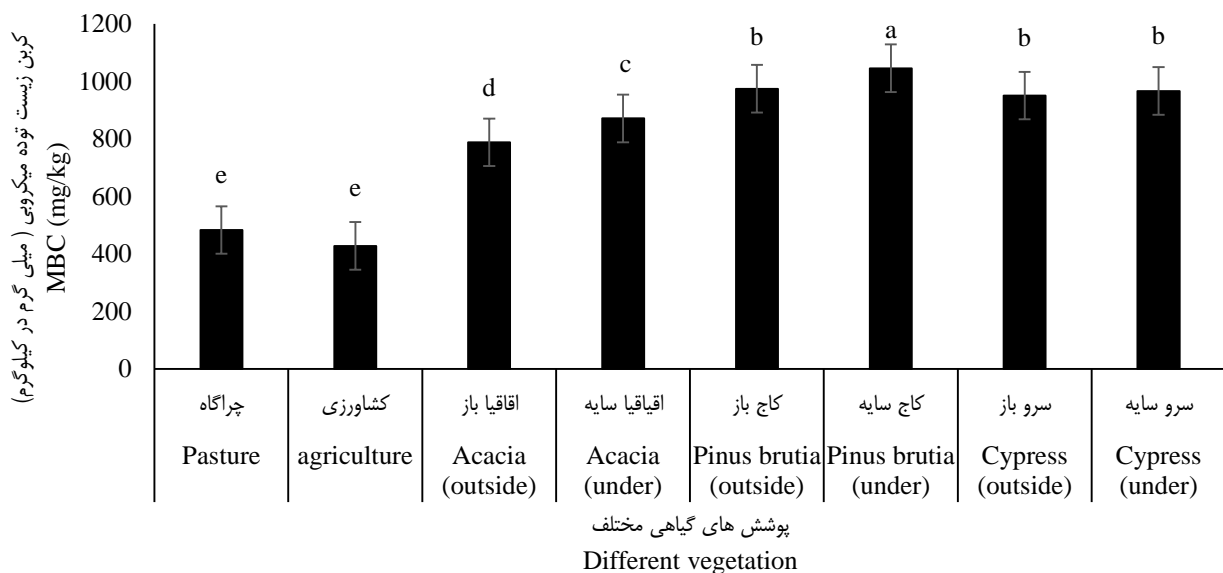 کربن زیست توده میکروبی ( میلی گرم در کیلوگرم)
MBC (mg/kg)
1200
1000
800
600
400
200
0
e
e
d
c
b
a
b
b
چراگاه
کشاورزی
اقاقیا باز
اقیاقیا سایه
کاج باز
کاج سایه
سرو باز
سرو سایه
Pasture
agriculture
Acacia
(outside)
Acacia
(under)
Pinus brutia
(outside)
Pinus brutia
(under)
Cypress
(outside)
Cypress
(under)
پوشش های گیاهی مختلف
Different vegetation